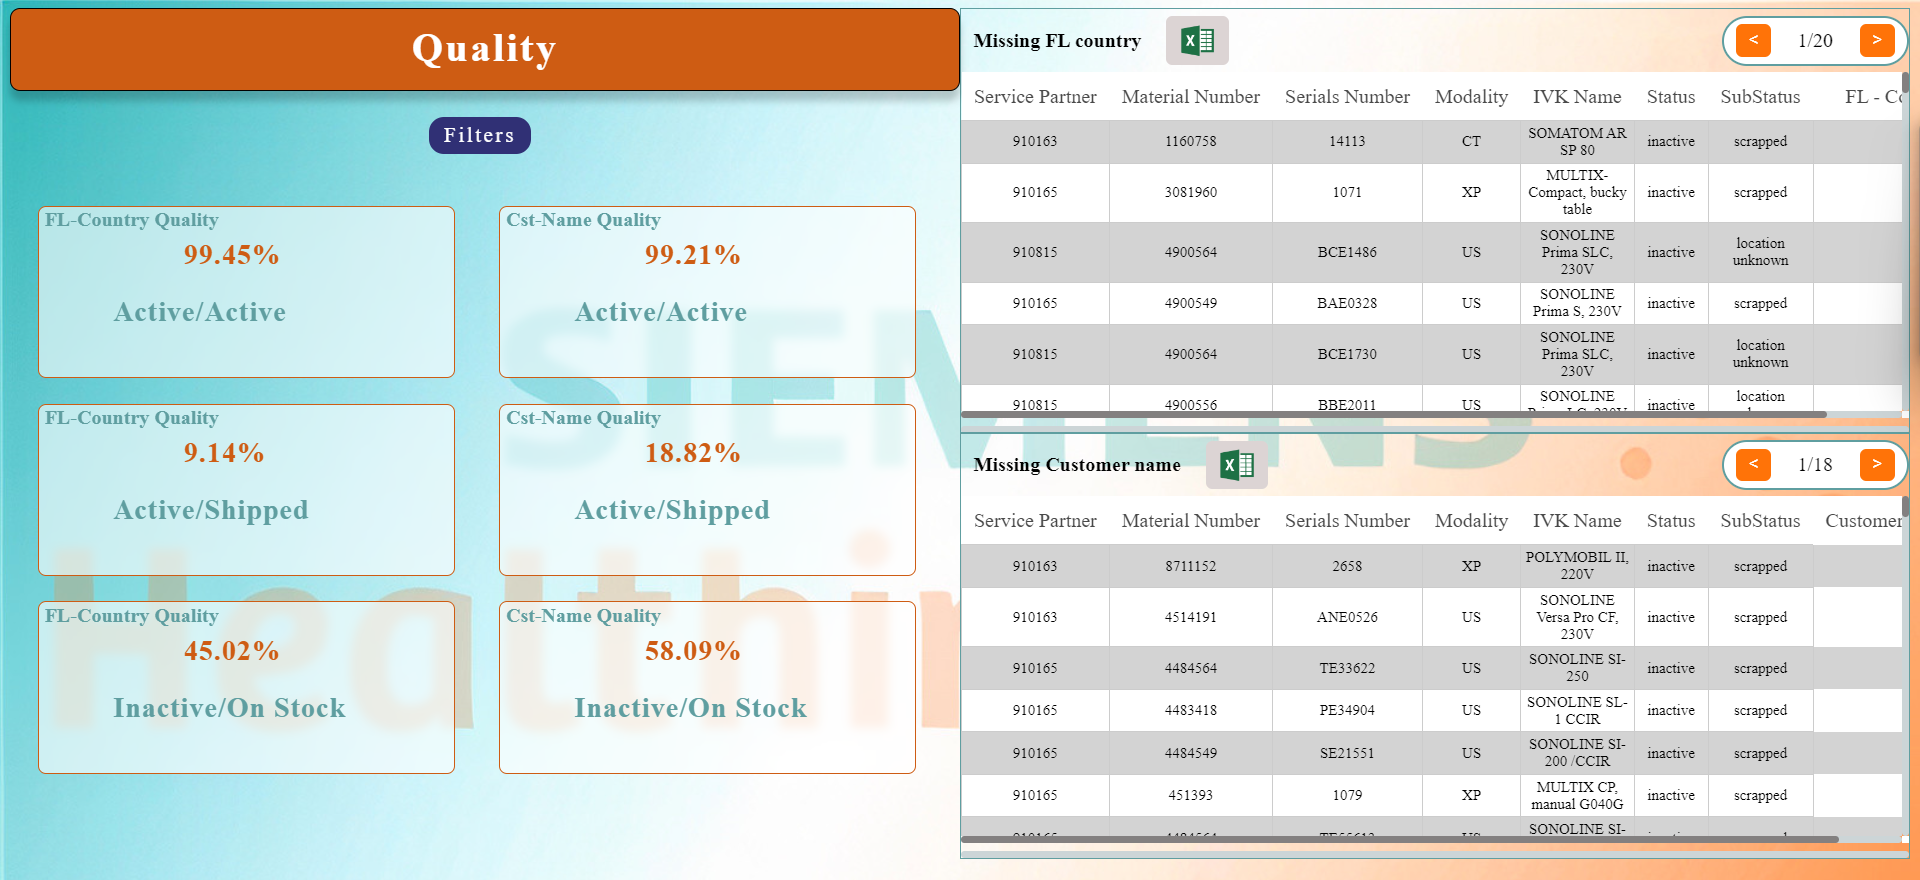 Quality
Filters
FL-Country Quality
99.45%
Active/Active
Cst-Name Quality
99.21%
Active/Active
FL-Country Quality
9.14%
Active/Shipped
Cst-Name Quality
18.82%
Active/Shipped
FL-Country Quality
45.02%
Inactive/On Stock
Cst-Name Quality
58.09%
Inactive/On Stock
SIEMENS
Healthin
Missing FL country
< 1/20 >
Service Partner Material Number Serials Number Modality IVK Name Status SubStatus FL - Co
910163 1160758 14113 CT SOMATOM AR SP 80 inactive scrapped
910165 3081960 1071 XP MULTIX-Compact, bucky table inactive scrapped
910815 4900564 BCE1486 US SONOLINE Prima SLC, 230V inactive location unknown
910165 4900549 BAE0328 US SONOLINE Prima S, 230V inactive scrapped
910815 4900564 BCE1730 US SONOLINE Prima SLC, 230V inactive location unknown
910815 4900556 BBE2011 US SONOLINE inactive location
Missing Customer name
< 1/18 >
Service Partner Material Number Serials Number Modality IVK Name Status SubStatus Customer
910163 8711152 2658 XP POLYMOBIL II, 220V inactive scrapped
910163 4514191 ANE0526 US SONOLINE Versa Pro CF, 230V inactive scrapped
910165 4484564 TE33622 US SONOLINE SI-250 inactive scrapped
910165 4483418 PE34904 US SONOLINE SL-1 CCIR inactive scrapped
910165 4484549 SE21551 US SONOLINE SI-200 /CCIR inactive scrapped
910165 451393 1079 XP MULTIX CP, manual G040G inactive scrapped
SONOLINE SI-